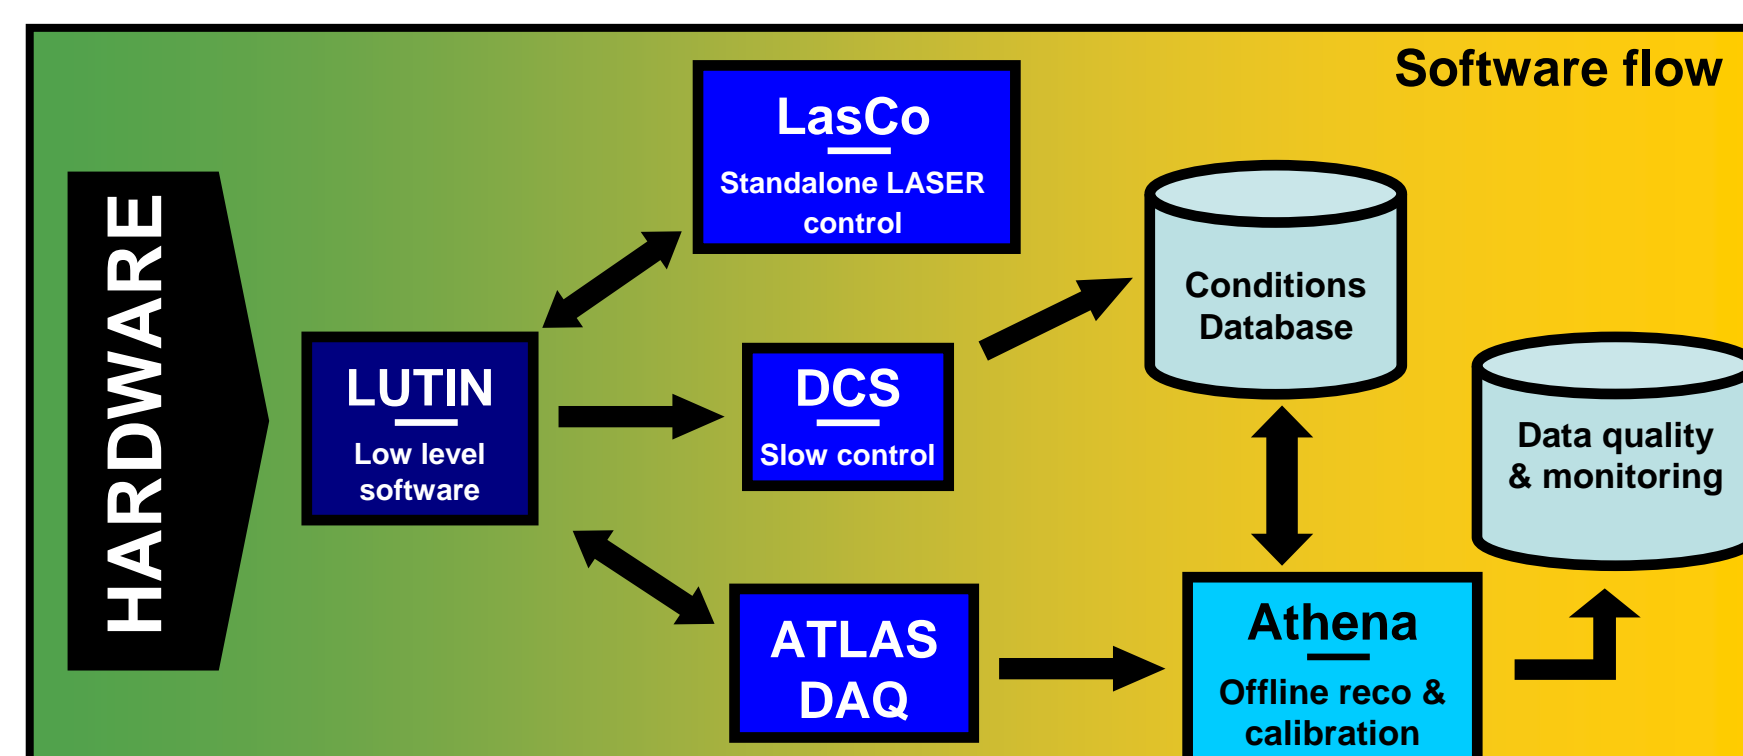 Software flow
HARDWARE
LasCo
Standalone LASER
control
LUTIN
Low level
software
DCS
Slow control
ATLAS
DAQ
Conditions
Database
Data quality
& monitoring
Athena
Offline reco &
calibration